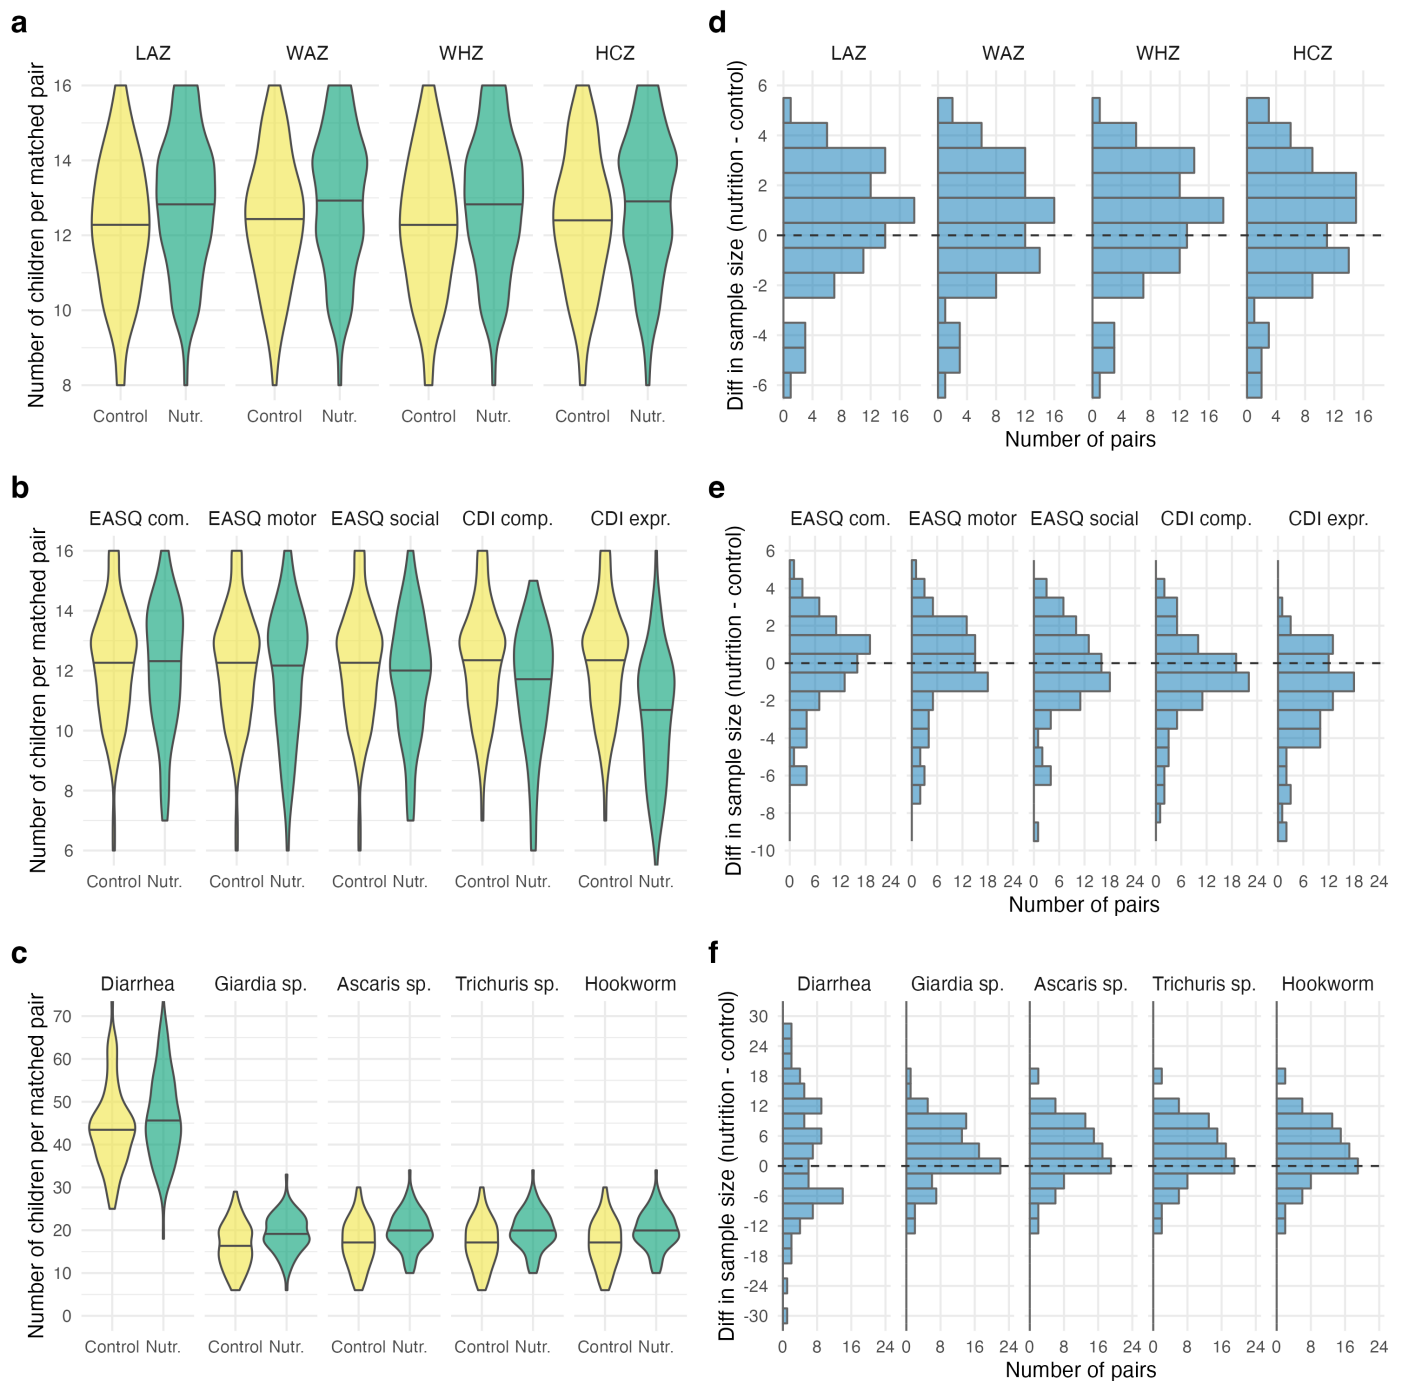 a
LAZ WAZ WHZ HCZ
Number of children per matched pair
16
14
12
10
8
Control Nutr. Control Nutr. Control Nutr. Control Nutr.
d
LAZ WAZ WHZ HCZ
Diff in sample size (nutrition - control)
6
4
2
0
-2
-4
-6
0 4 8 12 16 0 4 8 12 16 0 4 8 12 16 0 4 8 12 16
Number of pairs
b
EASQ com. EASQ motor EASQ social CDI comp. CDI expr.
Number of children per matched pair
16
14
12
10
8
6
Control Nutr. Control Nutr. Control Nutr. Control Nutr. Control Nutr.
e
EASQ com. EASQ motor EASQ social CDI comp. CDI expr.
Diff in sample size (nutrition - control)
6
4
2
0
-2
-4
-6
-8
-10
0 6 12 18 24 0 6 12 18 24 0 6 12 18 24 0 6 12 18 24 0 6 12 18 24
Number of pairs
c
Diarrhea Giardia sp. Ascaris sp. Trichuris sp. Hookworm
Number of children per matched pair
70
60
50
40
30
20
10
0
Control Nutr. Control Nutr. Control Nutr. Control Nutr. Control Nutr.
f
Diarrhea Giardia sp. Ascaris sp. Trichuris sp. Hookworm
Diff in sample size (nutrition - control)
30
24
18
12
6
0
-6
-12
-18
-24
-30
0 8 16 24 0 8 16 24 0 8 16 24 0 8 16 24 0 8 16 24
Number of pairs